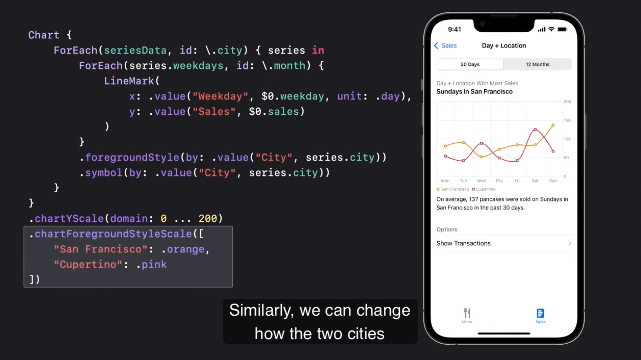 Chart {
ForEach(seriesData, id: \.city) { series in
ForEach(series.weekdays, id: \.month) {
LineMark(
x: .value("Weekday", $0.weekday, unit: .day),
y: .value("Sales", $0.sales)
)
}
.foregroundStyle(by: .value("City", series.city))
.symbol(by: .value("City", series.city))
}
}
.chartYScale(domain: 0 ... 200)
.chartForegroundStyleScale([
"San Francisco": .orange,
"Cupertino": .pink
])
9:41
Sales
Day + Location
30 Days
12 Months
Day + Location With Most Sales
Sundays in San Francisco
200
150
100
50
0
Mon Tue Wed Thu Fri Sat Sun
San Francisco Cupertino
On average, 137 pancakes were sold on Sundays in
San Francisco in the past 30 days.
Options
Show Transactions
Menu
Sales
Similarly, we can change
how the two cities